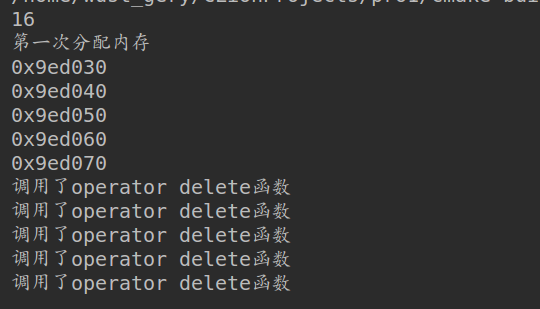 16
第一次分配内存
0x9ed030
0x9ed040
0x9ed050
0x9ed060
0x9ed070
调用了operator delete函数
调用了operator delete函数
调用了operator delete函数
调用了operator delete函数
调用了operator delete函数